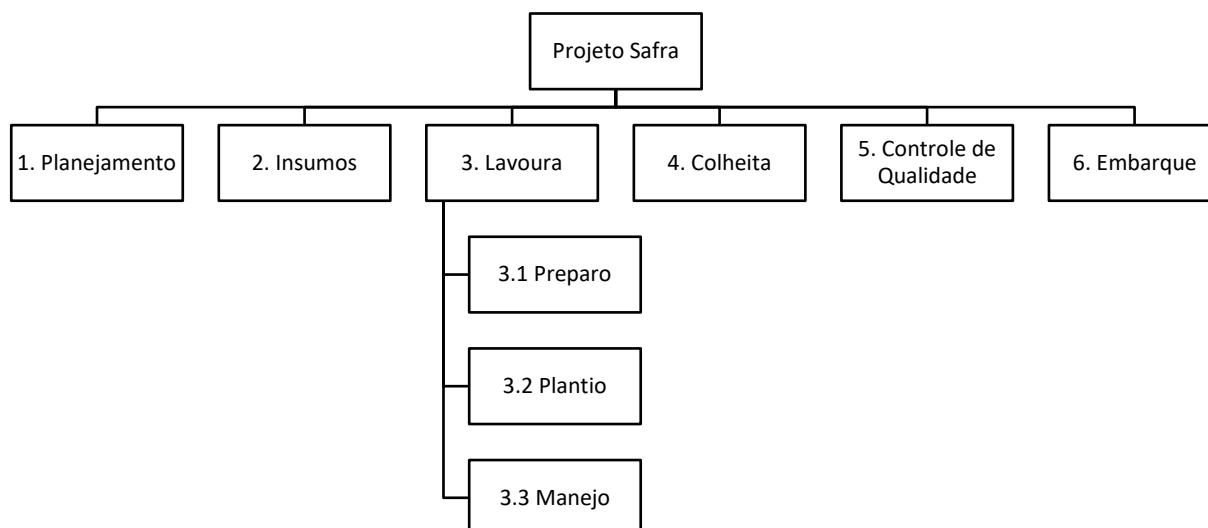 Projeto Safra
1. Planejamento
2. Insumos
3. Lavoura
4. Colheita
5. Controle de
Qualidade
6. Embarque
3.1 Preparo
3.2 Plantio
3.3 Manejo